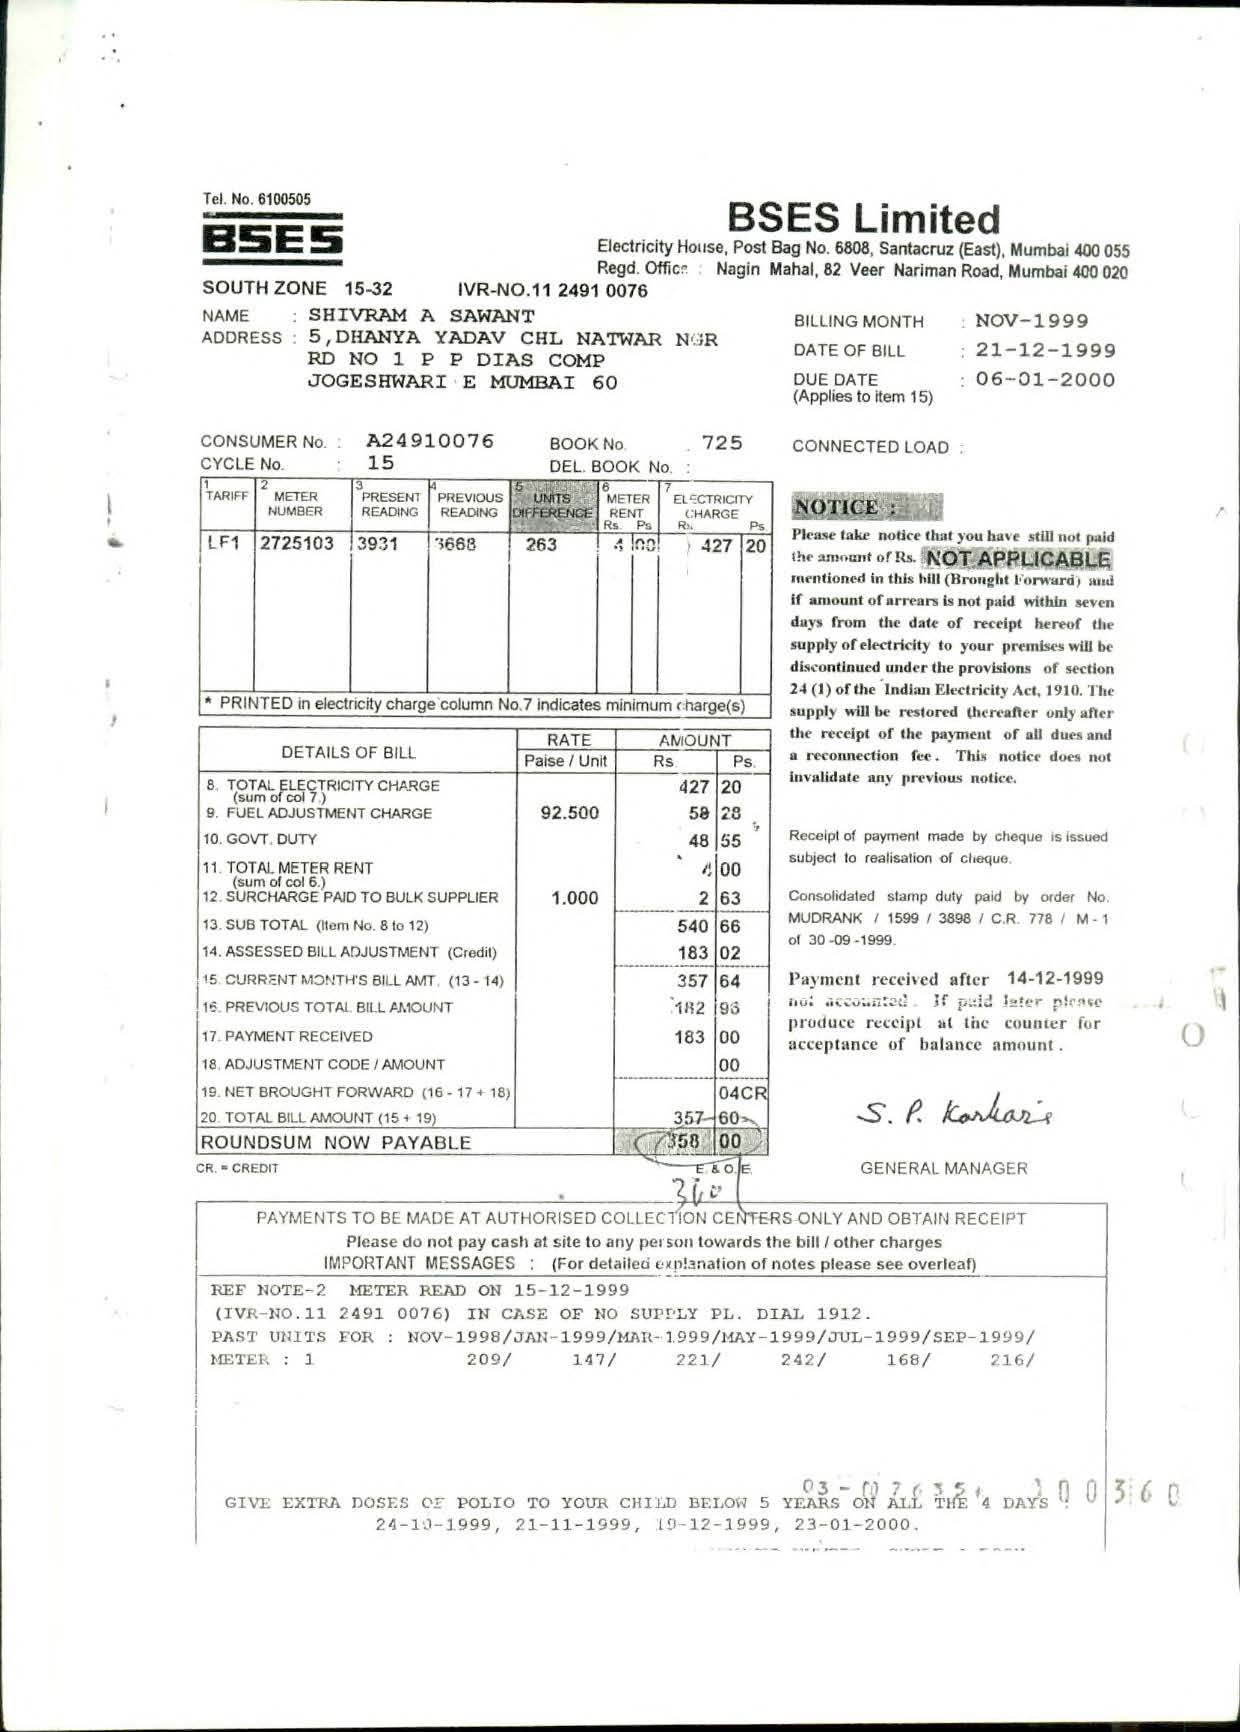 Tel. No. 6100505
BSES
BSES Limited
Electricity House, Post Bag No. 6808, Santacruz (East), Mumbai 400 055
Regd. Office : Nagin Mahal, 82 Veer Nariman Road, Mumbai 400 020
SOUTH ZONE 15-32 IVR-NO.11 2491 0076
NAME : SHIVRAM A SAWANT
ADDRESS : 5,DHANYA YADAV CHL NATWAR NGR
RD NO 1 P P DIAS COMP
JOGESHWARI E MUMBAI 60
BILLING MONTH : NOV-1999
DATE OF BILL : 21-12-1999
DUE DATE : 06-01-2000
(Applies to item 15)
CONSUMER No. : A24910076 BOOK No. 725 CONNECTED LOAD :
CYCLE No. : 15 DEL. BOOK No. :
1 TARIFF 2 METER NUMBER 3 PRESENT READING 4 PREVIOUS READING 5 UNITS DIFFERENCE 6 METER RENT Rs. Ps 7 ELECTRICITY CHARGE Rs. Ps.
LF1 2725103 3931 3668 263 4 00 427 20
* PRINTED in electricity charge column No.7 indicates minimum charge(s)
NOTICE :
Please take notice that you have still not paid
the amount of Rs. NOT APPLICABLE
mentioned in this bill (Brought Forward) and
if amount of arrears is not paid within seven
days from the date of receipt hereof the
supply of electricity to your premises will be
discontinued under the provisions of section
24 (1) of the Indian Electricity Act, 1910. The
supply will be restored thereafter only after
the receipt of the payment of all dues and
a reconnection fee. This notice does not
invalidate any previous notice.
DETAILS OF BILL RATE Paise / Unit AMOUNT Rs. Ps.
8. TOTAL ELECTRICITY CHARGE 427 20
(sum of col 7.)
9. FUEL ADJUSTMENT CHARGE 92.500 58 28
10. GOVT. DUTY 48 55
11. TOTAL METER RENT 4 00
(sum of col 6.)
12. SURCHARGE PAID TO BULK SUPPLIER 1.000 2 63
13. SUB TOTAL (Item No. 8 to 12) 540 66
14. ASSESSED BILL ADJUSTMENT (Credit) 183 02
15. CURRENT MONTH'S BILL AMT. (13 - 14) 357 64
16. PREVIOUS TOTAL BILL AMOUNT 182 96
17. PAYMENT RECEIVED 183 00
18. ADJUSTMENT CODE / AMOUNT 00
19. NET BROUGHT FORWARD (16 - 17 + 18) 04CR
20. TOTAL BILL AMOUNT (15 + 19) 357 60
ROUNDSUM NOW PAYABLE 358 00
CR. = CREDIT E. & O. E.
360
Receipt of payment made by cheque is issued
subject to realisation of cheque.
Consolidated stamp duty paid by order No.
MUDRANK / 1599 / 3898 / C.R. 778 / M - 1
of 30 -09 -1999.
Payment received after 14-12-1999
not accounted. If paid later please
produce receipt at the counter for
acceptance of balance amount.
GENERAL MANAGER
PAYMENTS TO BE MADE AT AUTHORISED COLLECTION CENTERS ONLY AND OBTAIN RECEIPT
Please do not pay cash at site to any person towards the bill / other charges
IMPORTANT MESSAGES : (For detailed explanation of notes please see overleaf)
REF NOTE-2 METER READ ON 15-12-1999
(IVR-NO.11 2491 0076) IN CASE OF NO SUPPLY PL. DIAL 1912.
PAST UNITS FOR : NOV-1998/JAN-1999/MAR-1999/MAY-1999/JUL-1999/SEP-1999/
METER : 1 209/ 147/ 221/ 242/ 168/ 216/
GIVE EXTRA DOSES OF POLIO TO YOUR CHILD BELOW 5 YEARS ON ALL THE 4 DAYS
24-10-1999, 21-11-1999, 19-12-1999, 23-01-2000.